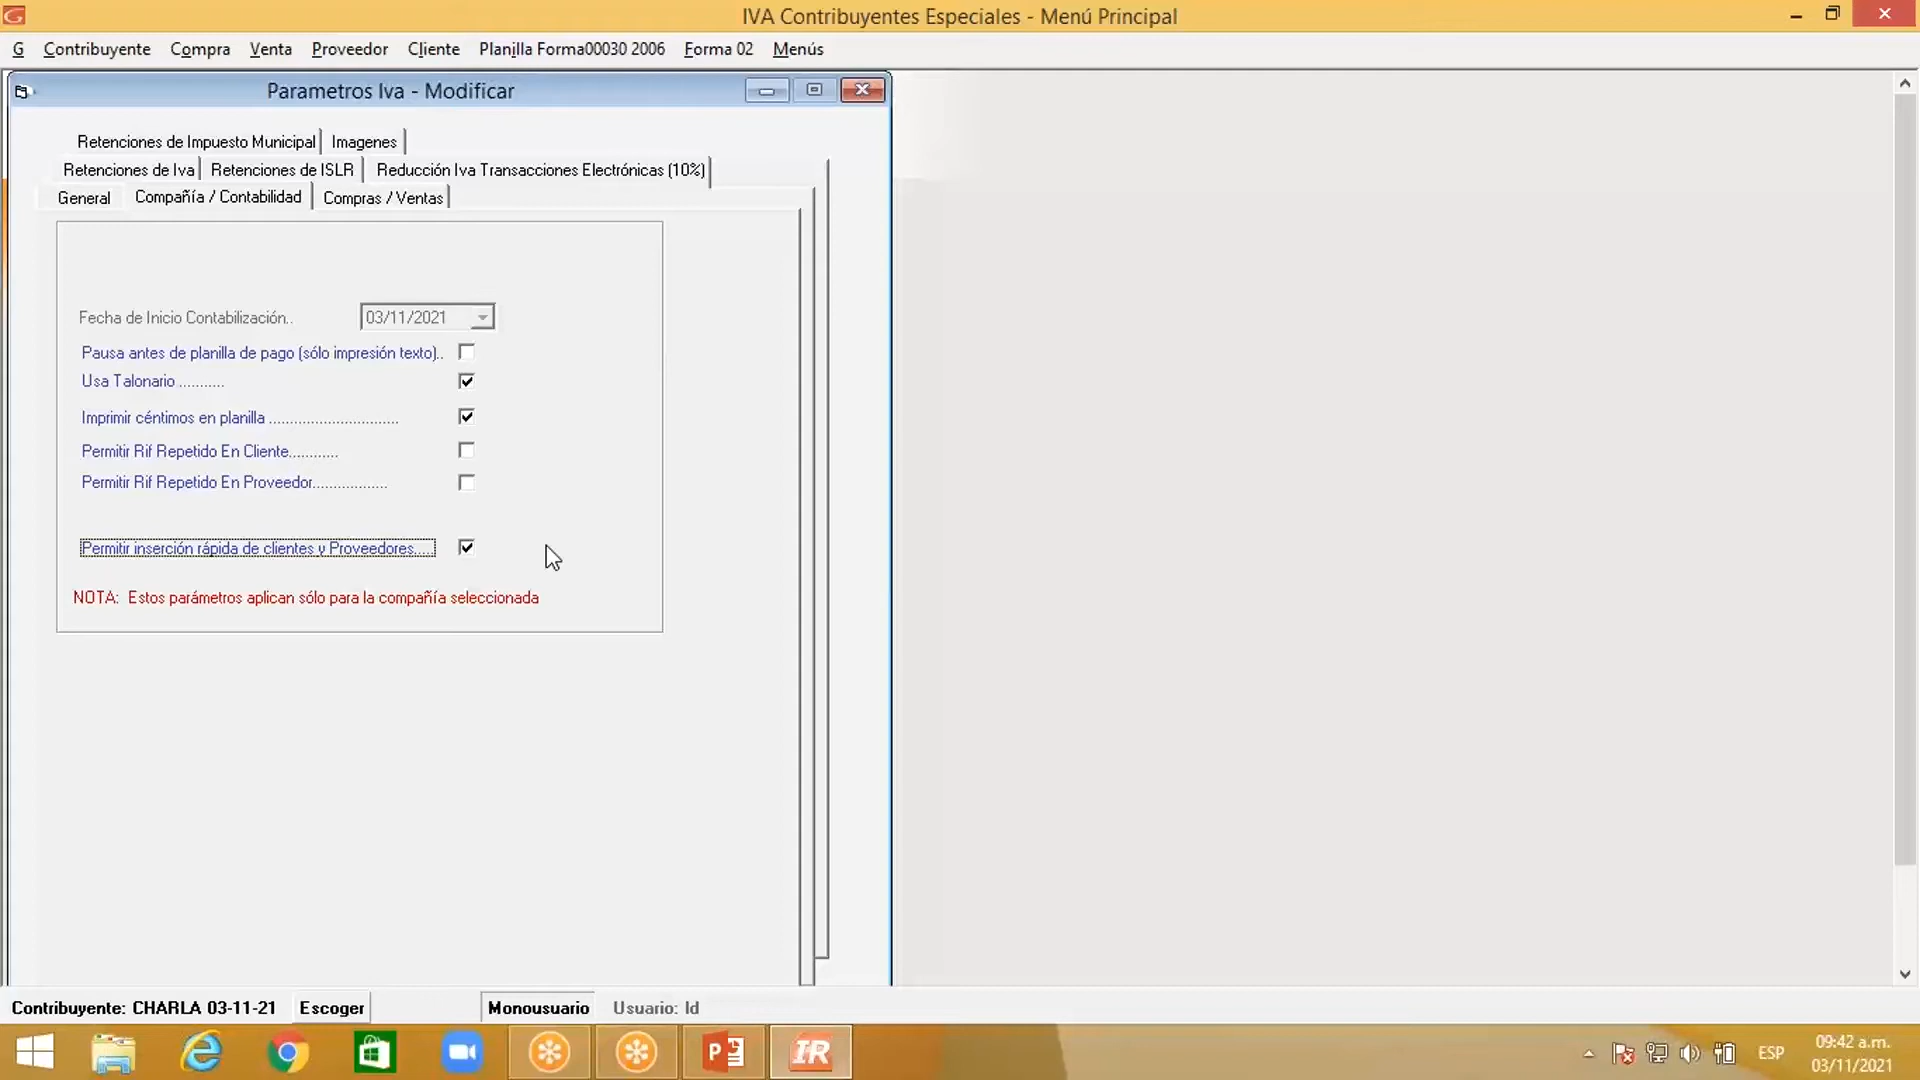 IVA Contribuyentes Especiales - Menú Principal
G Contribuyente Compra Venta Proveedor Cliente Planilla Forma00030 2006 Forma 02 Menús
Parametros Iva - Modificar
Retenciones de Impuesto Municipal Imagenes
Retenciones de Iva Retenciones de ISLR Reducción Iva Transacciones Electrónicas (10%)
General Compañía / Contabilidad Compras / Ventas
Fecha de Inicio Contabilización.. 03/11/2021
Pausa antes de planilla de pago (sólo impresión texto)..
Usa Talonario ...........
Imprimir céntimos en planilla ...............................
Permitir Rif Repetido En Cliente............
Permitir Rif Repetido En Proveedor..................
Permitir inserción rápida de clientes y Proveedores.....
NOTA: Estos parámetros aplican sólo para la compañía seleccionada
Contribuyente: CHARLA 03-11-21 Escoger Monousuario Usuario: Id
P IR ESP 09:42 a.m.
03/11/2021